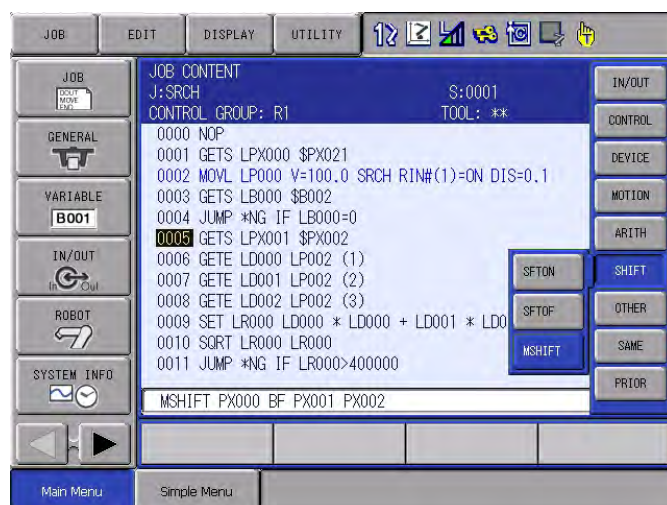 JOB
EDIT
DISPLAY
UTILITY
JOB
DOUT
MOVE
END
GENERAL
VARIABLE
B001
IN/OUT
In Out
ROBOT
SYSTEM INFO
JOB CONTENT
J:SRCH S:0001
CONTROL GROUP: R1 TOOL: **
0000 NOP
0001 GETS LPX000 $PX021
0002 MOVL LP000 V=100.0 SRCH RIN#(1)=ON DIS=0.1
0003 GETS LB000 $B002
0004 JUMP *NG IF LB000=0
0005 GETS LPX001 $PX002
0006 GETE LD000 LP002 (1)
0007 GETE LD001 LP002 (2)
0008 GETE LD002 LP002 (3)
0009 SET LR000 LD000 * LD000 + LD001 * LD0
0010 SQRT LR000 LR000
0011 JUMP *NG IF LR000>400000
MSHIFT PX000 BF PX001 PX002
SFTON
SFTOF
MSHIFT
IN/OUT
CONTROL
DEVICE
MOTION
ARITH
SHIFT
OTHER
SAME
PRIOR
Main Menu
Simple Menu